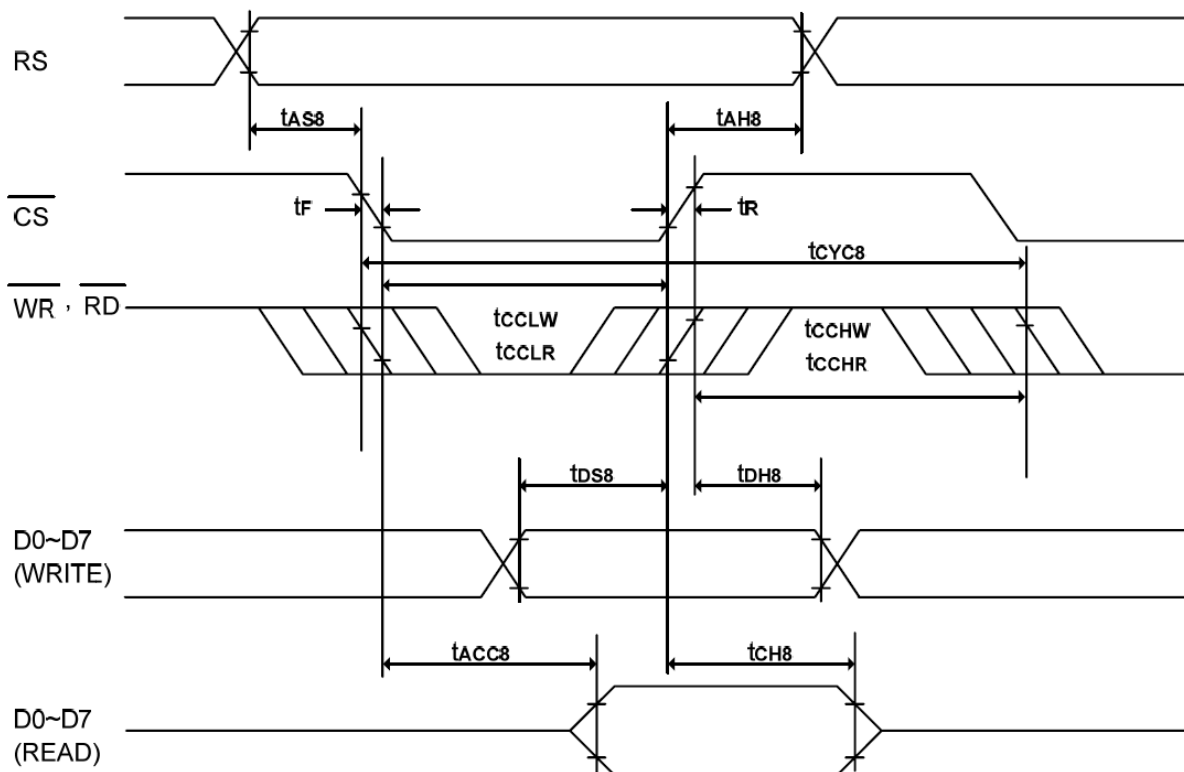 RS
tAS8
tAH8
CS
tF
tR
tCYC8
WR , RD
tCCLW
tCCLR
tCCHW
tCCHR
tDS8
tDH8
D0~D7
(WRITE)
tACC8
tCH8
D0~D7
(READ)